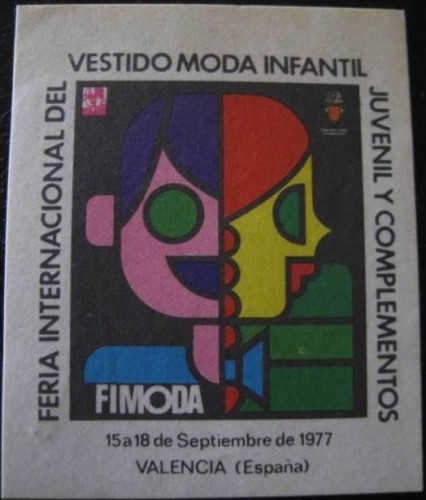 FERIA INTERNACIONAL DEL
VESTIDO MODA INFANTIL
JUVENIL Y COMPLEMENTOS
FIMODA
15 a 18 de Septiembre de 1977
VALENCIA (España)